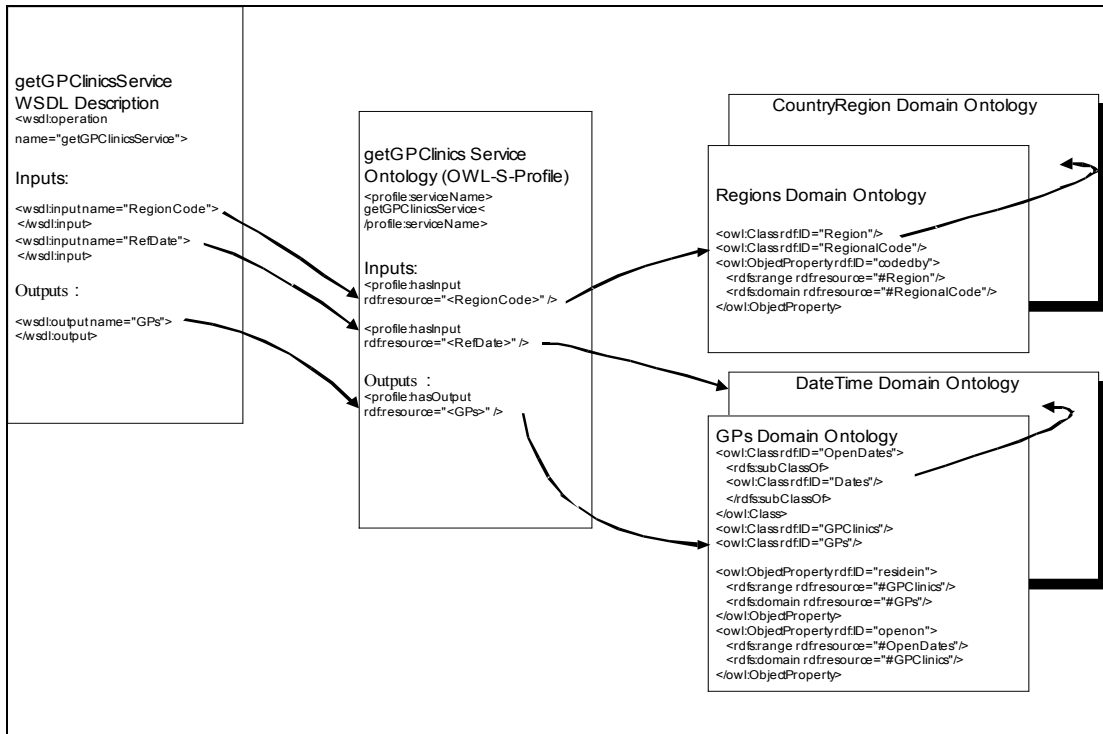 getGPClinicsService
WSDL Description
<wsdl:operation
name="getGPClinicsService">
Inputs:
<wsdl:input name="RegionCode">
</wsdl:input>
<wsdl:input name="RefDate">
</wsdl:input>
Outputs :
<wsdl:output name="GPs">
</wsdl:output>
getGPClinics Service
Ontology (OWL-S-Profile)
<profile:serviceName>
getGPClinicsService<
/profile:serviceName>
Inputs:
<profile:hasInput
rdf:resource="<RegionCode>" />
<profile:hasInput
rdf:resource="<RefDate>" />
Outputs :
<profile:hasOutput
rdf:resource="<GPs>" />
CountryRegion Domain Ontology
Regions Domain Ontology
<owl:Class rdf:ID="Region"/>
<owl:Class rdf:ID="RegionalCode"/>
<owl:ObjectProperty rdf:ID="codedby">
<rdfs:range rdf:resource="#Region"/>
<rdfs:domain rdf:resource="#RegionalCode"/>
</owl:ObjectProperty>
DateTime Domain Ontology
GPs Domain Ontology
<owl:Class rdf:ID="OpenDates">
<rdfs:subClassOf>
<owl:Class rdf:ID="Dates"/>
</rdfs:subClassOf>
</owl:Class>
<owl:Class rdf:ID="GPClinics"/>
<owl:Class rdf:ID="GPs"/>
<owl:ObjectProperty rdf:ID="residein">
<rdfs:range rdf:resource="#GPClinics"/>
<rdfs:domain rdf:resource="#GPs"/>
</owl:ObjectProperty>
<owl:ObjectProperty rdf:ID="openon">
<rdfs:range rdf:resource="#OpenDates"/>
<rdfs:domain rdf:resource="#GPClinics"/>
</owl:ObjectProperty>